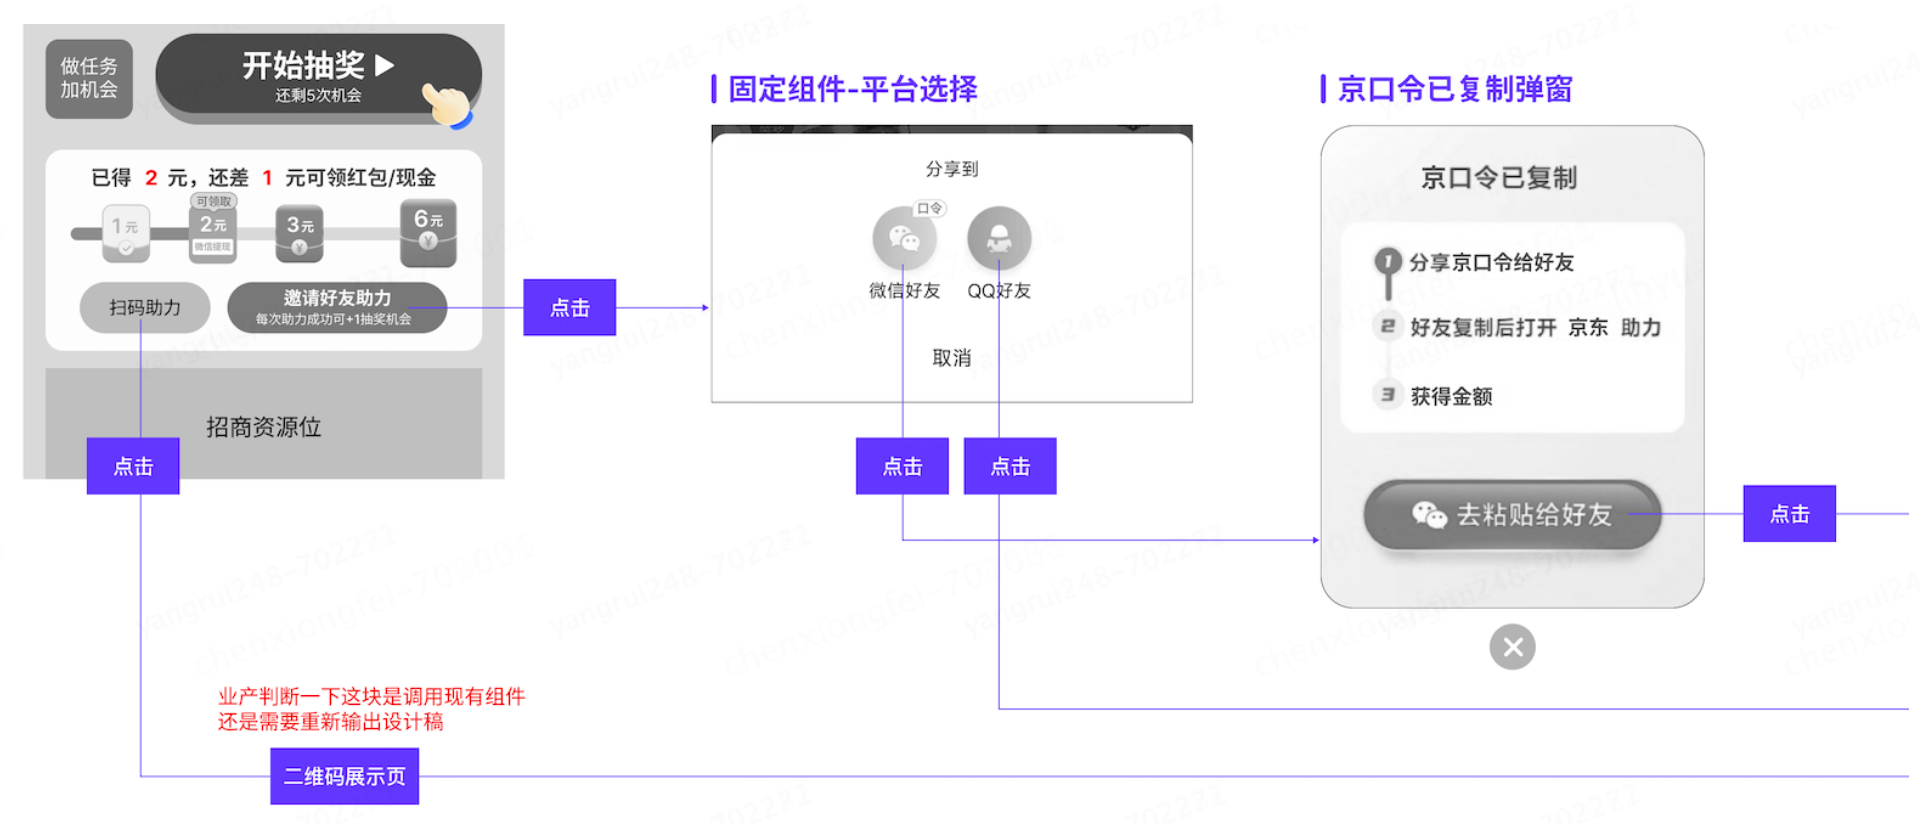 做任务
加机会
开始抽奖
还剩5次机会
已得 2 元，还差 1 元可领红包/现金
可领取
1元
2元
3元
6元
微信提现
¥
¥
扫码助力
邀请好友助力
每次助力成功可+1抽奖机会
点击
招商资源位
点击
业产判断一下这块是调用现有组件
还是需要重新输出设计稿
二维码展示页
固定组件-平台选择
分享到
口令
微信好友
QQ好友
取消
点击
点击
京口令已复制弹窗
京口令已复制
1 分享京口令给好友
2 好友复制后打开 京东 助力
3 获得金额
去粘贴给好友
点击
yangrui248-702271
chenxiongfei-702001